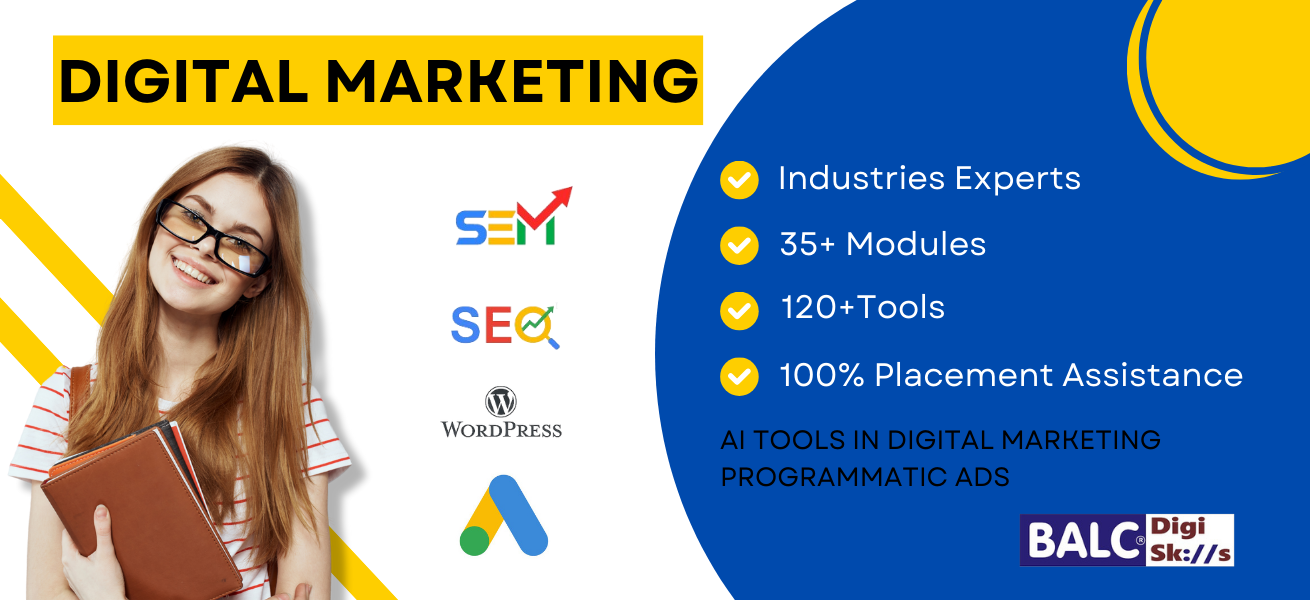 DIGITAL MARKETING
SEM
SEO
WORDPRESS
Industries Experts
35+ Modules
120+Tools
100% Placement Assistance
AI TOOLS IN DIGITAL MARKETING
PROGRAMMATIC ADS
BALC® Digi
Sk://s